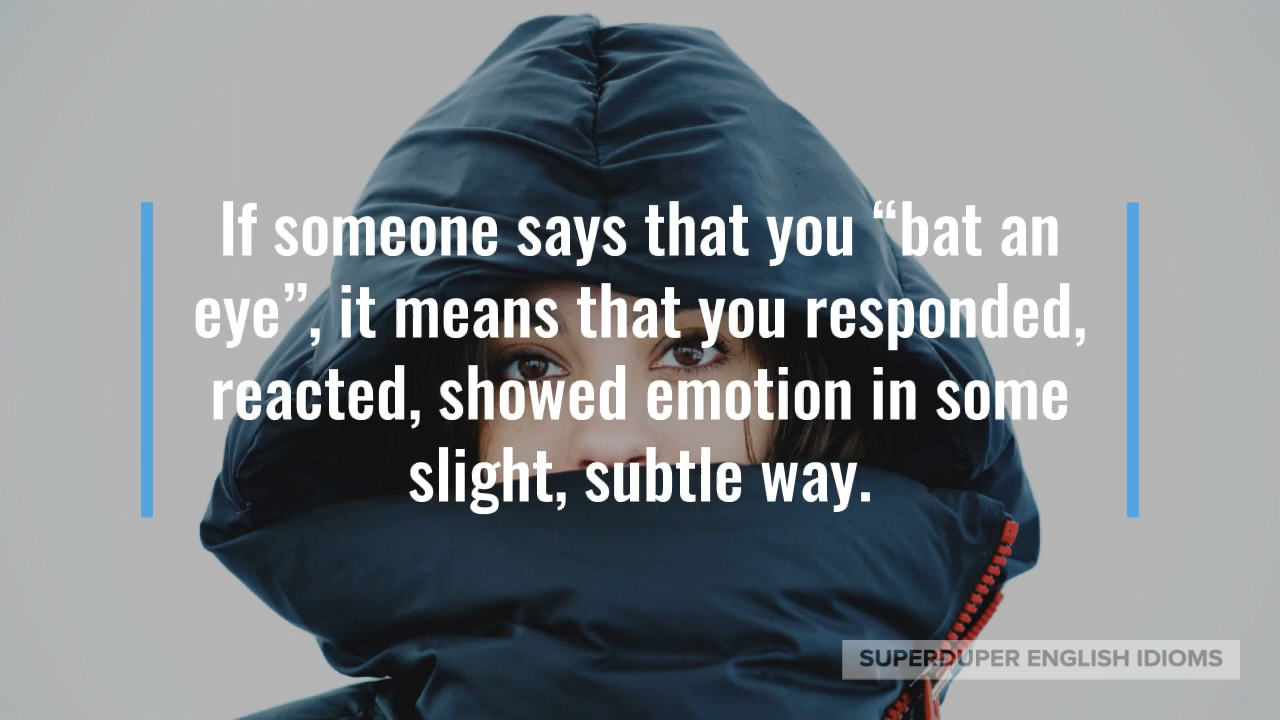 If someone says that you “bat an
eye”, it means that you responded,
reacted, showed emotion in some
slight, subtle way.
SUPERDUPER ENGLISH IDIOMS